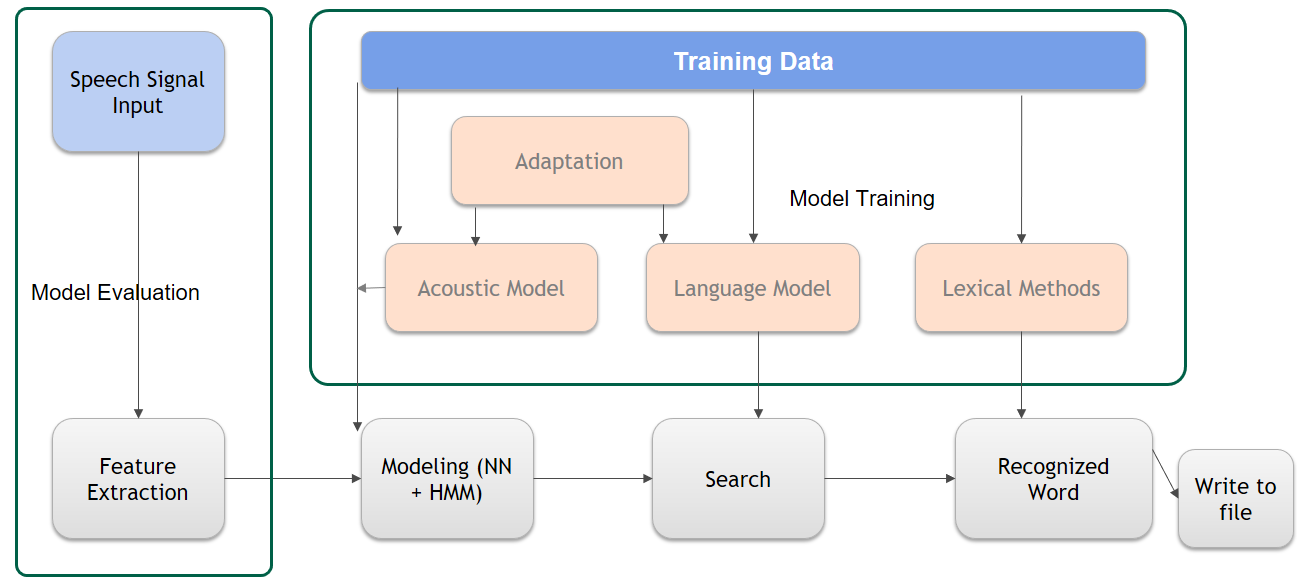 Speech Signal
Input
Training Data
Adaptation
Model Training
Model Evaluation
Acoustic Model
Language Model
Lexical Methods
Feature
Extraction
Modeling (NN
+ HMM)
Search
Recognized
Word
Write to
file